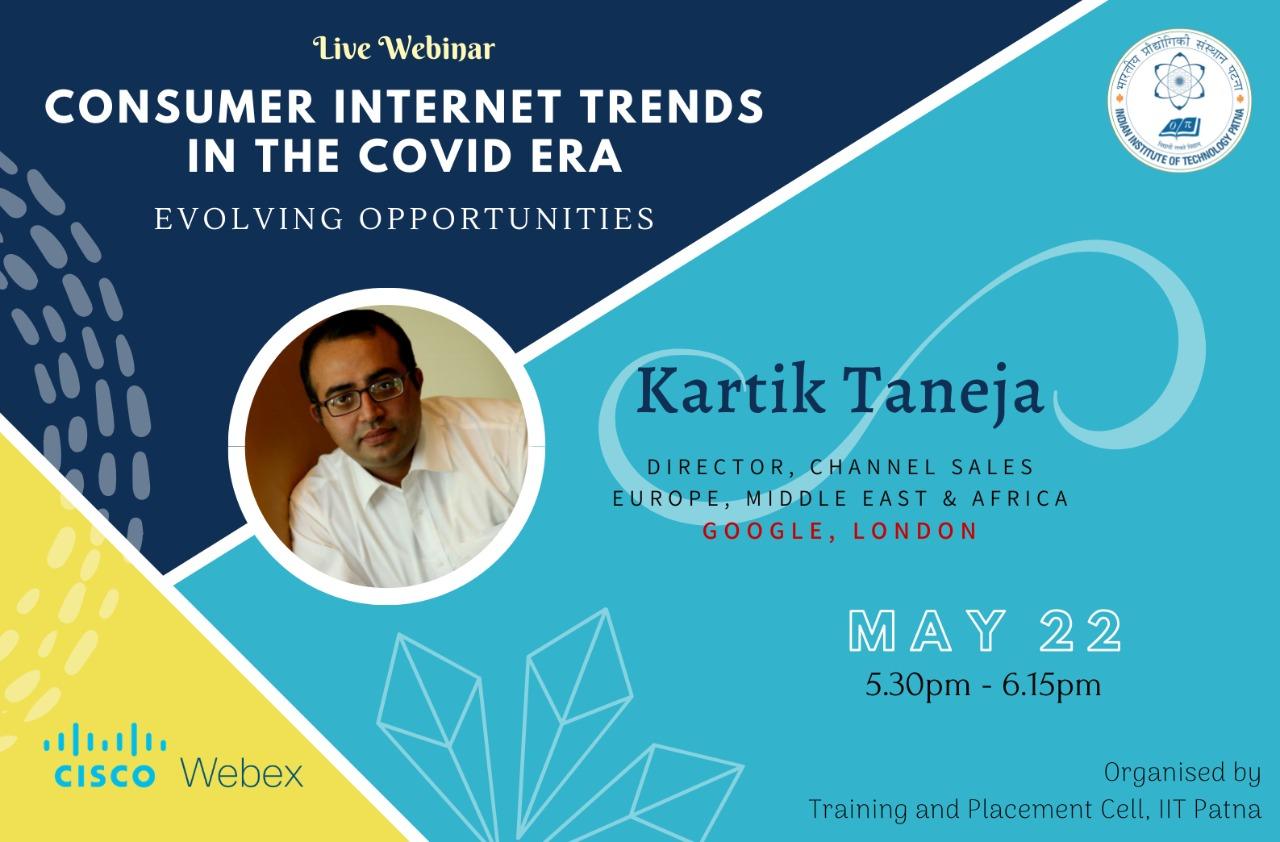 Live Webinar
CONSUMER INTERNET TRENDS
IN THE COVID ERA
EVOLVING OPPORTUNITIES
भारतीय प्रौद्योगिकी संस्थान पटना
INDIAN INSTITUTE OF TECHNOLOGY PATNA
Kartik Taneja
DIRECTOR, CHANNEL SALES
EUROPE, MIDDLE EAST & AFRICA
GOOGLE, LONDON
MAY 22
5.30pm - 6.15pm
CISCO Webex
Organised by
Training and Placement Cell, IIT Patna